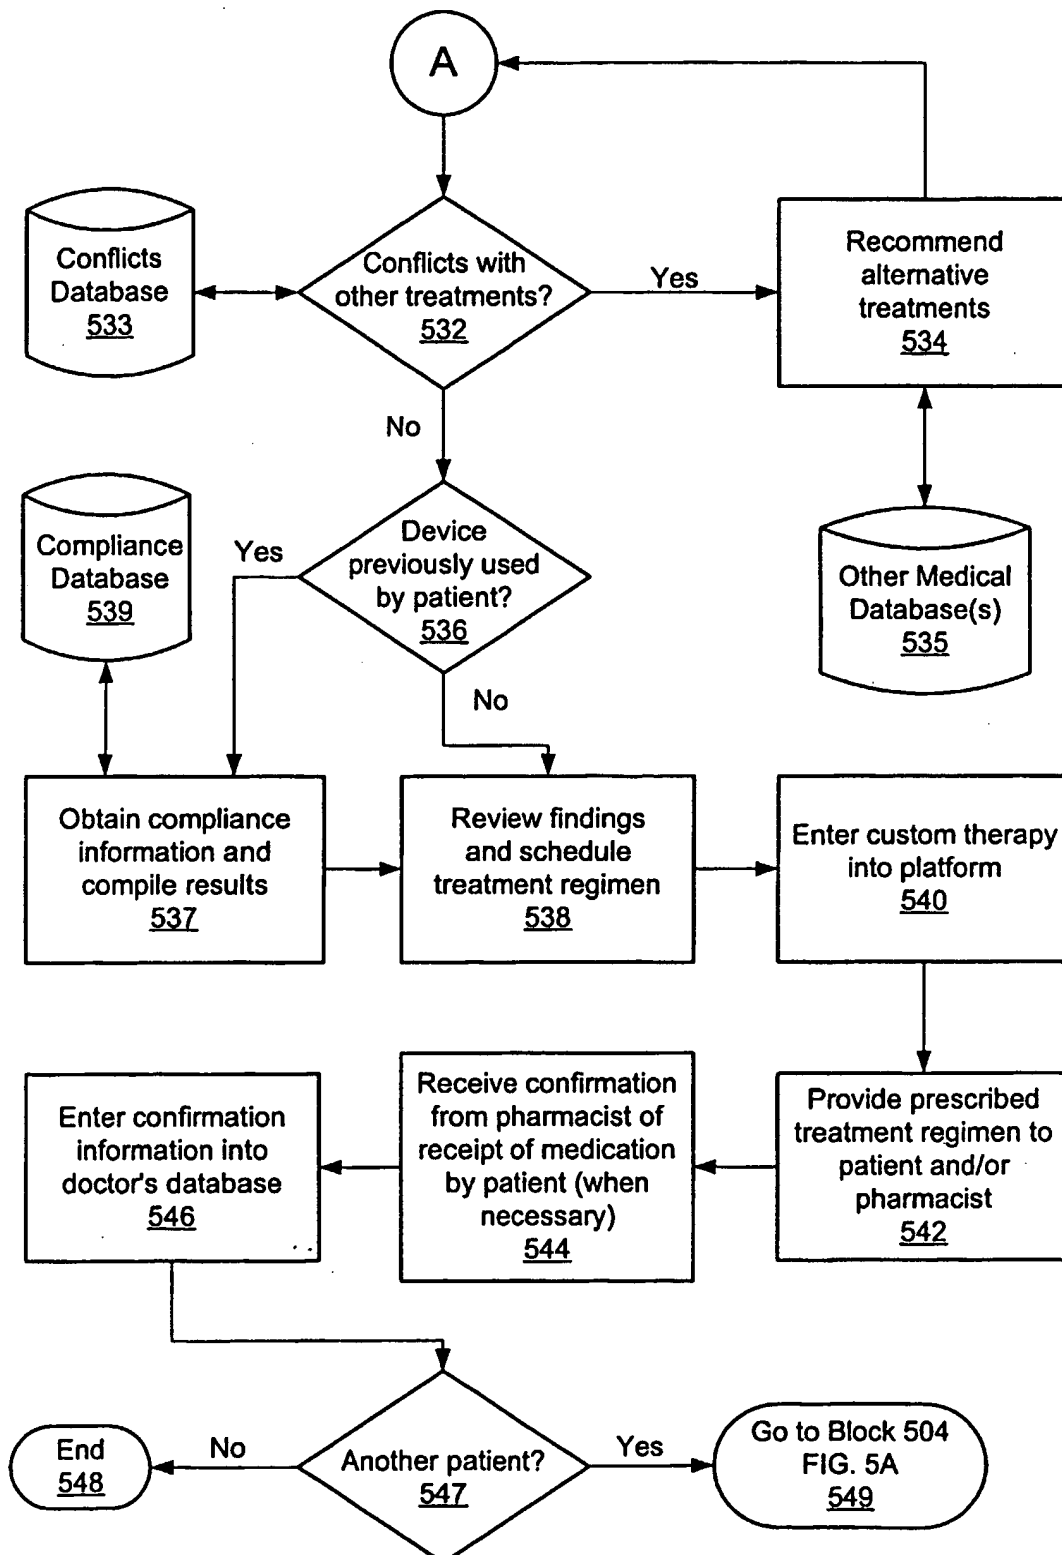 A
Conflicts
Database
533
Conflicts with
other treatments?
532
Yes
Recommend
alternative
treatments
534
No
Compliance
Database
539
Yes
Device
previously used
by patient?
536
Other Medical
Database(s)
535
No
Obtain compliance
information and
compile results
537
Review findings
and schedule
treatment regimen
538
Enter custom therapy
into platform
540
Enter confirmation
information into
doctor's database
546
Receive confirmation
from pharmacist of
receipt of medication
by patient (when
necessary)
544
Provide prescribed
treatment regimen to
patient and/or
pharmacist
542
End
548
No
Another patient?
547
Yes
Go to Block 504
FIG. 5A
549